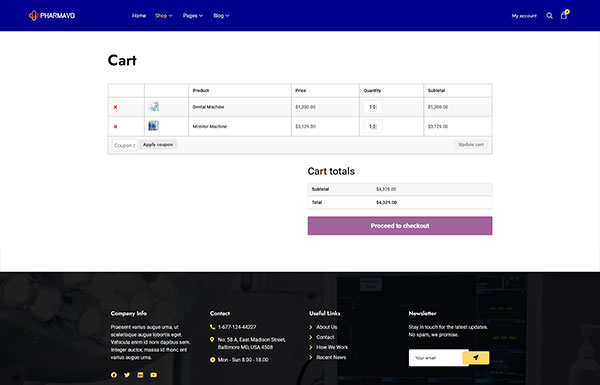 PHARMAVO
Home Shop Pages Blog My account
Cart
Product Price Quantity Subtotal
× Dental Machine $1,200.00 1 $1,200.00
× Monitor Machine $3,129.00 1 $3,129.00
Coupon c Apply coupon Update cart
Cart totals
Subtotal $4,329.00
Total $4,329.00
Proceed to checkout
Company Info
Praesent varius augue urna, ut
scelerisque augue lobortis eget.
Vehicula enim id nom dapibus sem.
Integer auctor, massa id thonc ent
varius augue urna.
Contact
1-677-124-44227
No: 58 A, East Madison Street,
Baltimore MD, USA 4508
Mon - Sun 8.00 - 18.00
Useful Links
About Us
Contact
How We Work
Recent News
Newsletter
Stay in touch for the latest updates.
No spam, we promise.
Your email